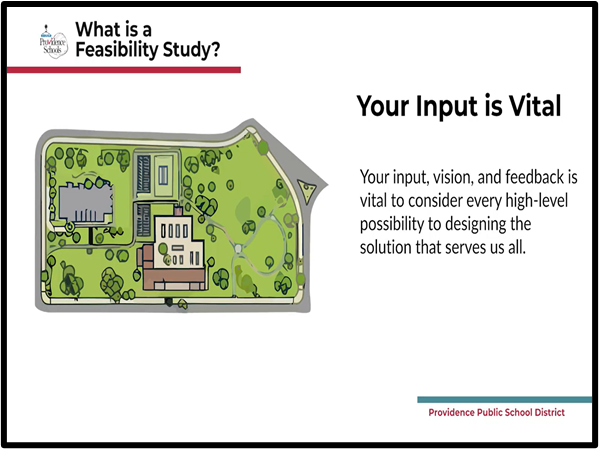 What is a
Feasibility Study?
Providence
Schools
Your Input is Vital
Your input, vision, and feedback is
vital to consider every high-level
possibility to designing the
solution that serves us all.
Providence Public School District